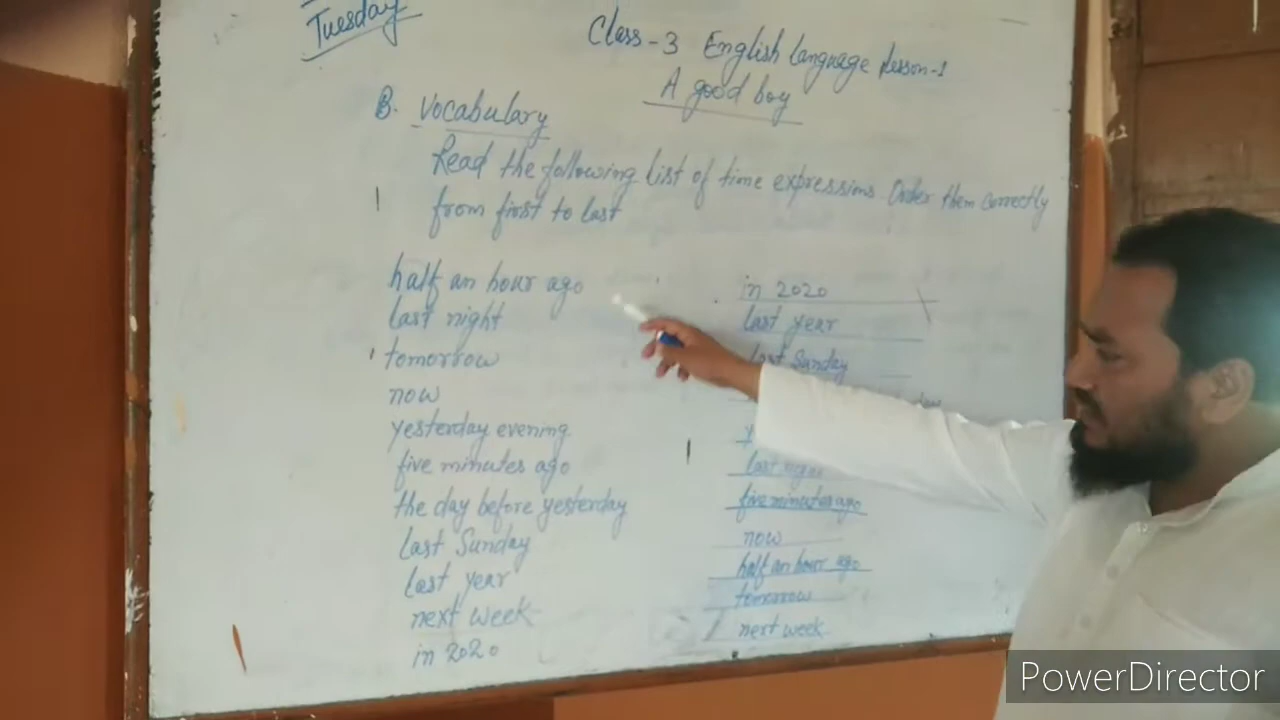 Tuesday
Class-3 English language Lesson-1
A good boy
B. Vocabulary
Read the following list of time expressions. Order them correctly
from first to last
half an hour ago
last night
tomorrow
now
yesterday evening
five minutes ago
the day before yesterday
Last Sunday
last year
next week
in 2020
in 2020
last year
last Sunday
last night
five minutes ago
now
half an hour ago
tomorrow
next week
PowerDirector